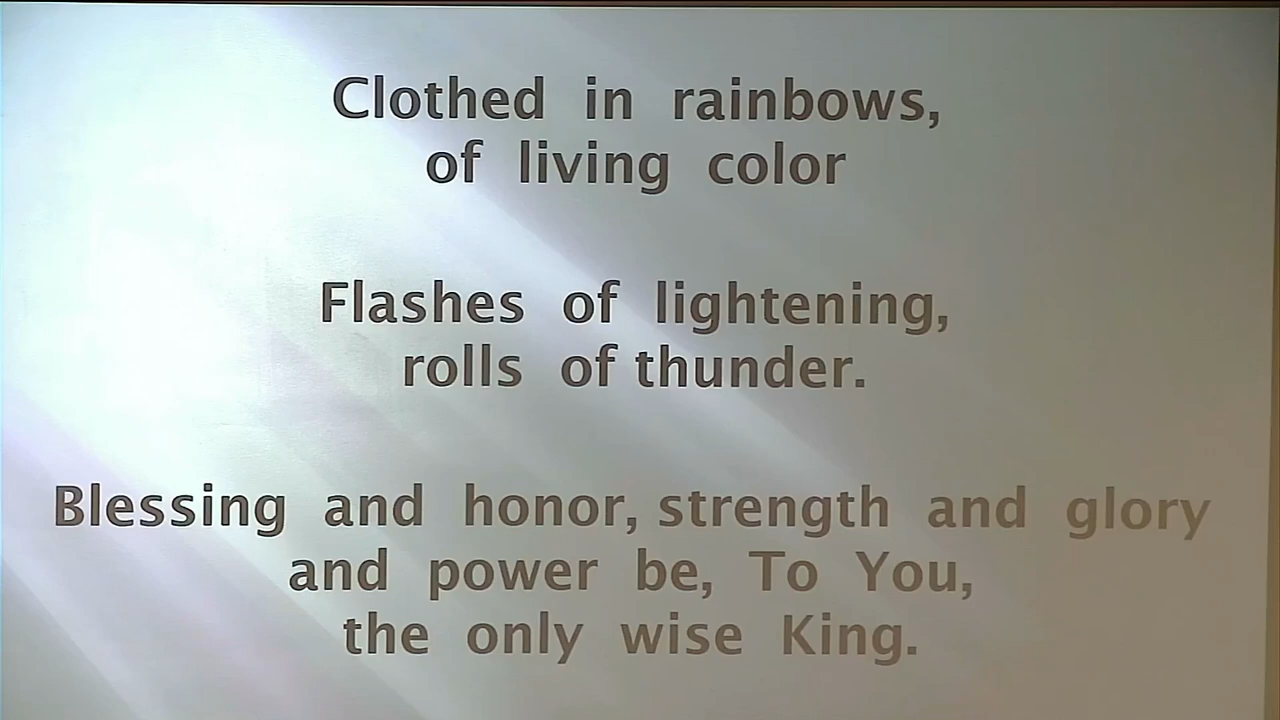 Clothed in rainbows,
of living color
Flashes of lightening,
rolls of thunder.
Blessing and honor, strength and glory
and power be, To You,
the only wise King.